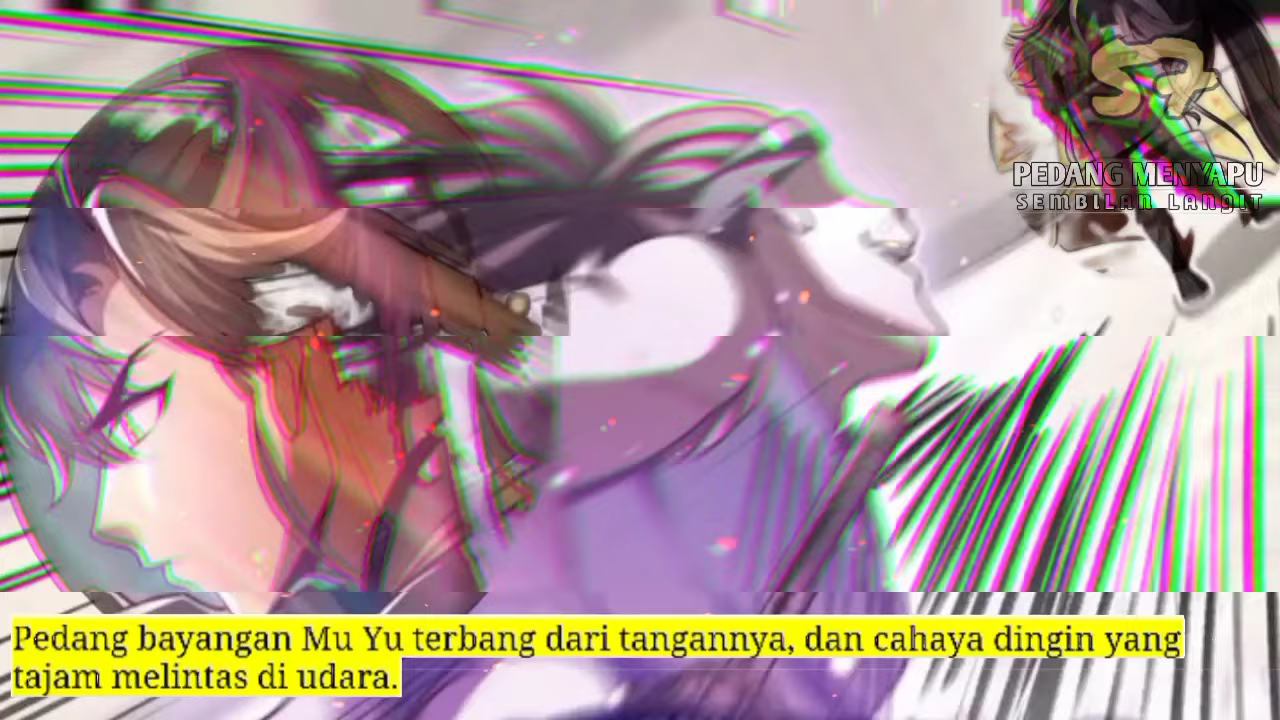 SR
PEDANG MENYAPU
SEMBILAN LANGIT
Pedang bayangan Mu Yu terbang dari tangannya, dan cahaya dingin yang
tajam melintas di udara.